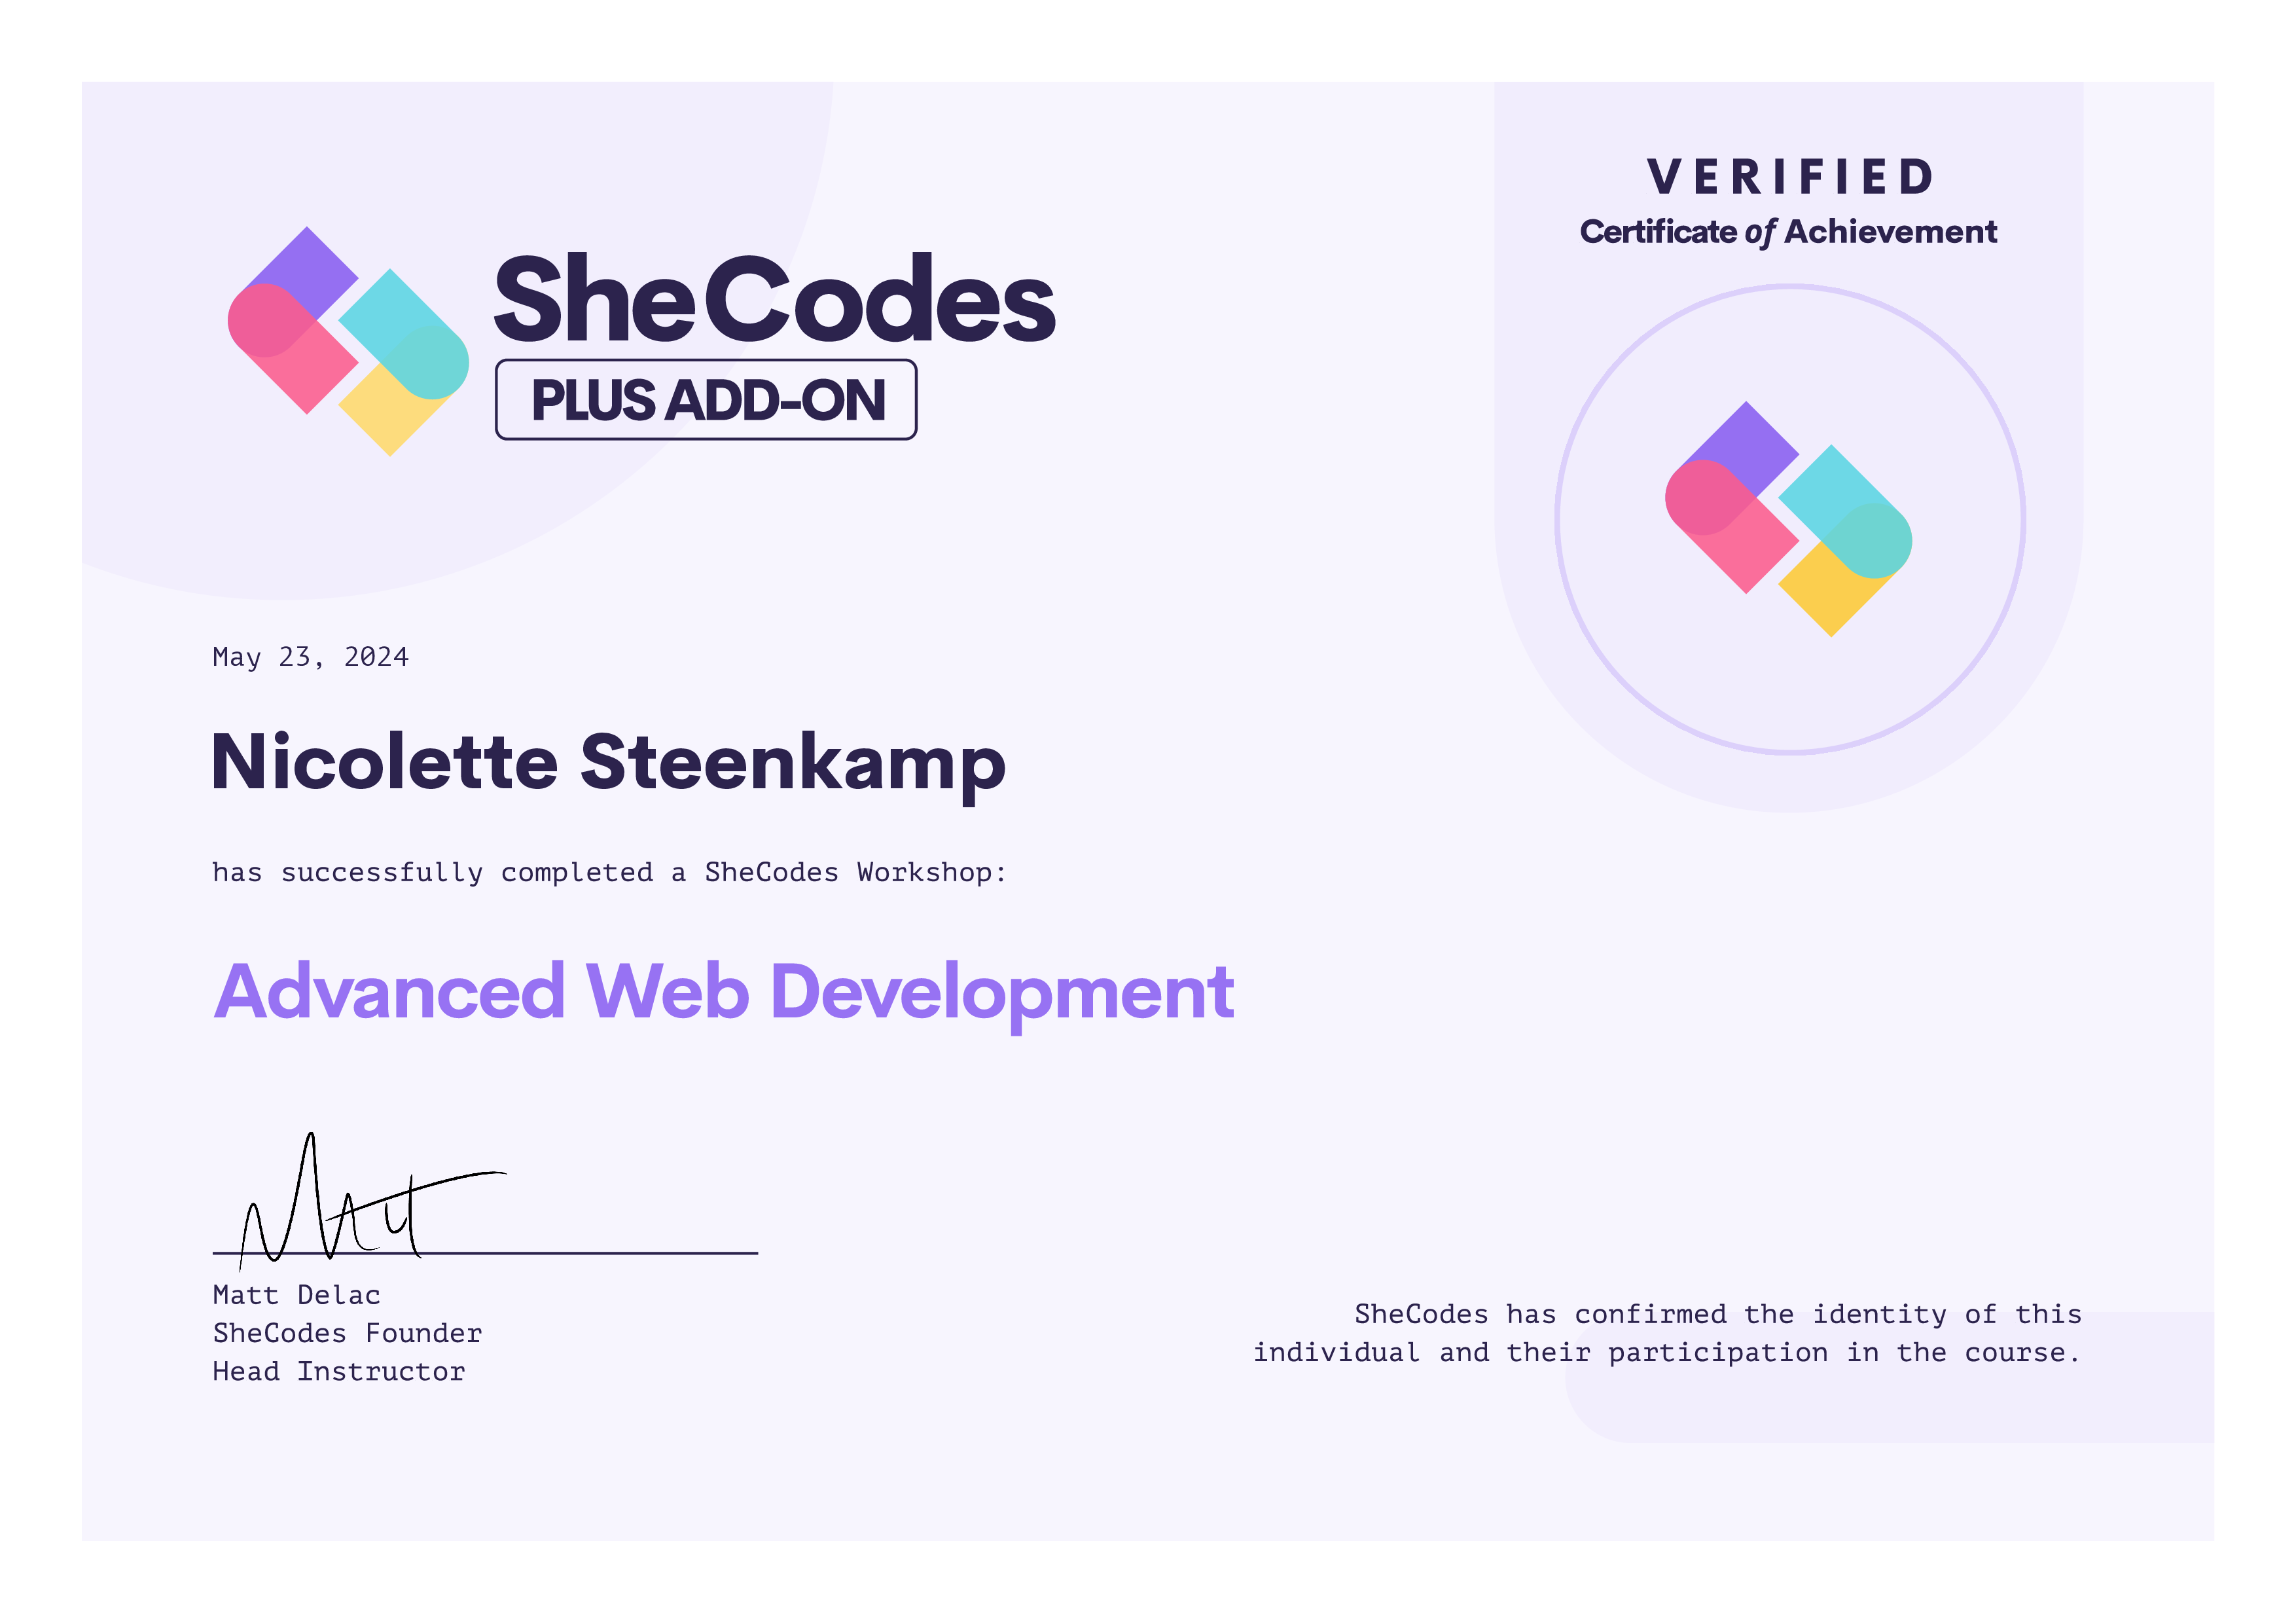 SheCodes
PLUS ADD-ON
VERIFIED
Certificate of Achievement
May 23, 2024
Nicolette Steenkamp
has successfully completed a SheCodes Workshop:
Advanced Web Development
Matt
Matt Delac
SheCodes Founder
Head Instructor
SheCodes has confirmed the identity of this
individual and their participation in the course.